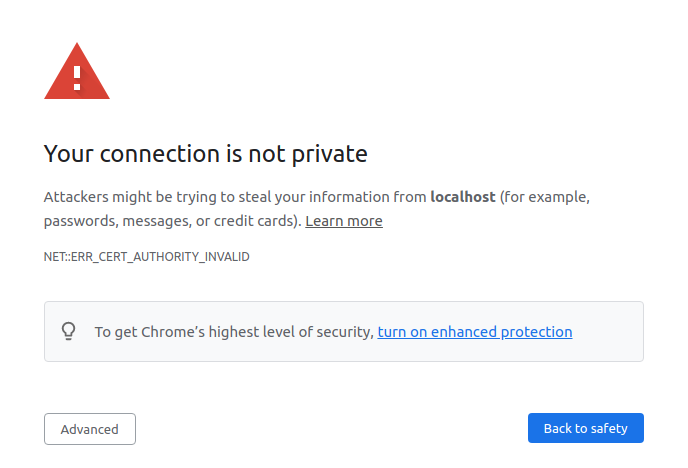 Your connection is not private
Attackers might be trying to steal your information from localhost (for example,
passwords, messages, or credit cards). Learn more
NET::ERR_CERT_AUTHORITY_INVALID
To get Chrome’s highest level of security, turn on enhanced protection
Advanced
Back to safety